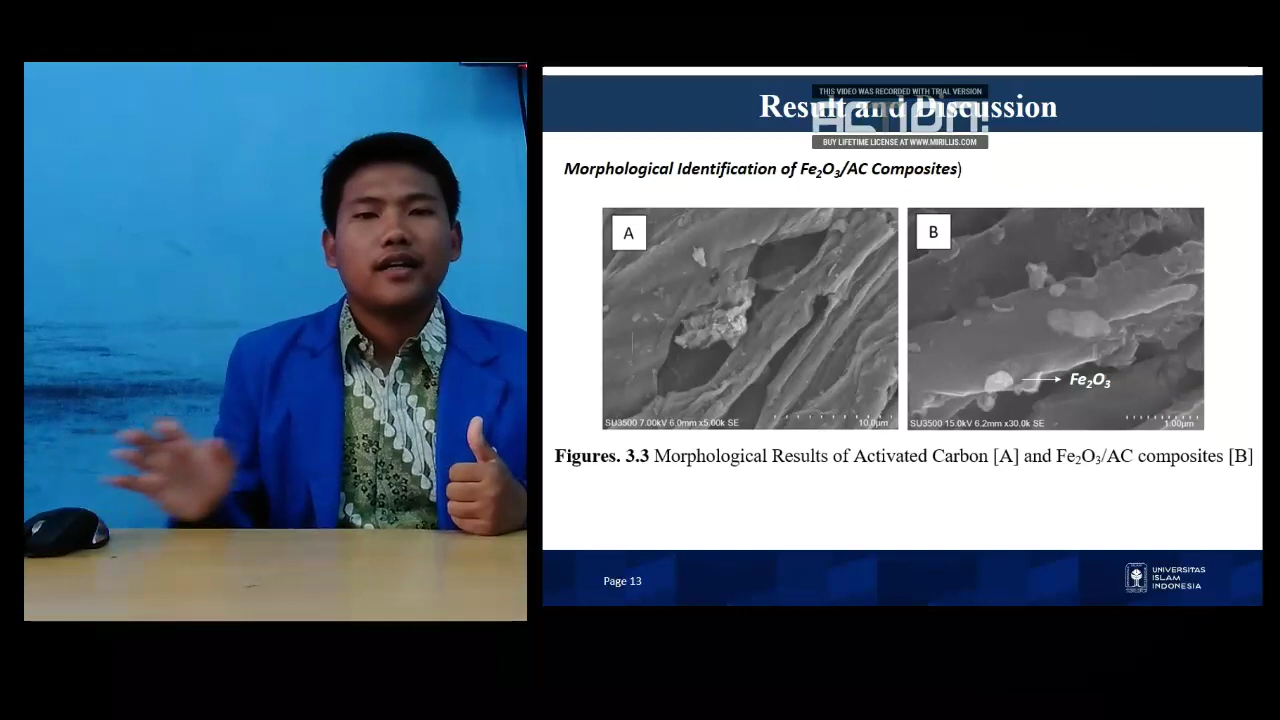 THIS VIDEO WAS RECORDED WITH TRIAL VERSION
Result and Discussion
ACTION!
BUY LIFETIME LICENSE AT WWW.MIRILLIS.COM
Morphological Identification of Fe₂O₃/AC Composites)
A
B
Fe₂O₃
SU3500 7.00kV 6.0mm x5.00k SE
10.0µm
SU3500 15.0kV 6.2mm x30.0k SE
1.00µm
Figures. 3.3 Morphological Results of Activated Carbon [A] and Fe₂O₃/AC composites [B]
Page 13
UNIVERSITAS
ISLAM
INDONESIA